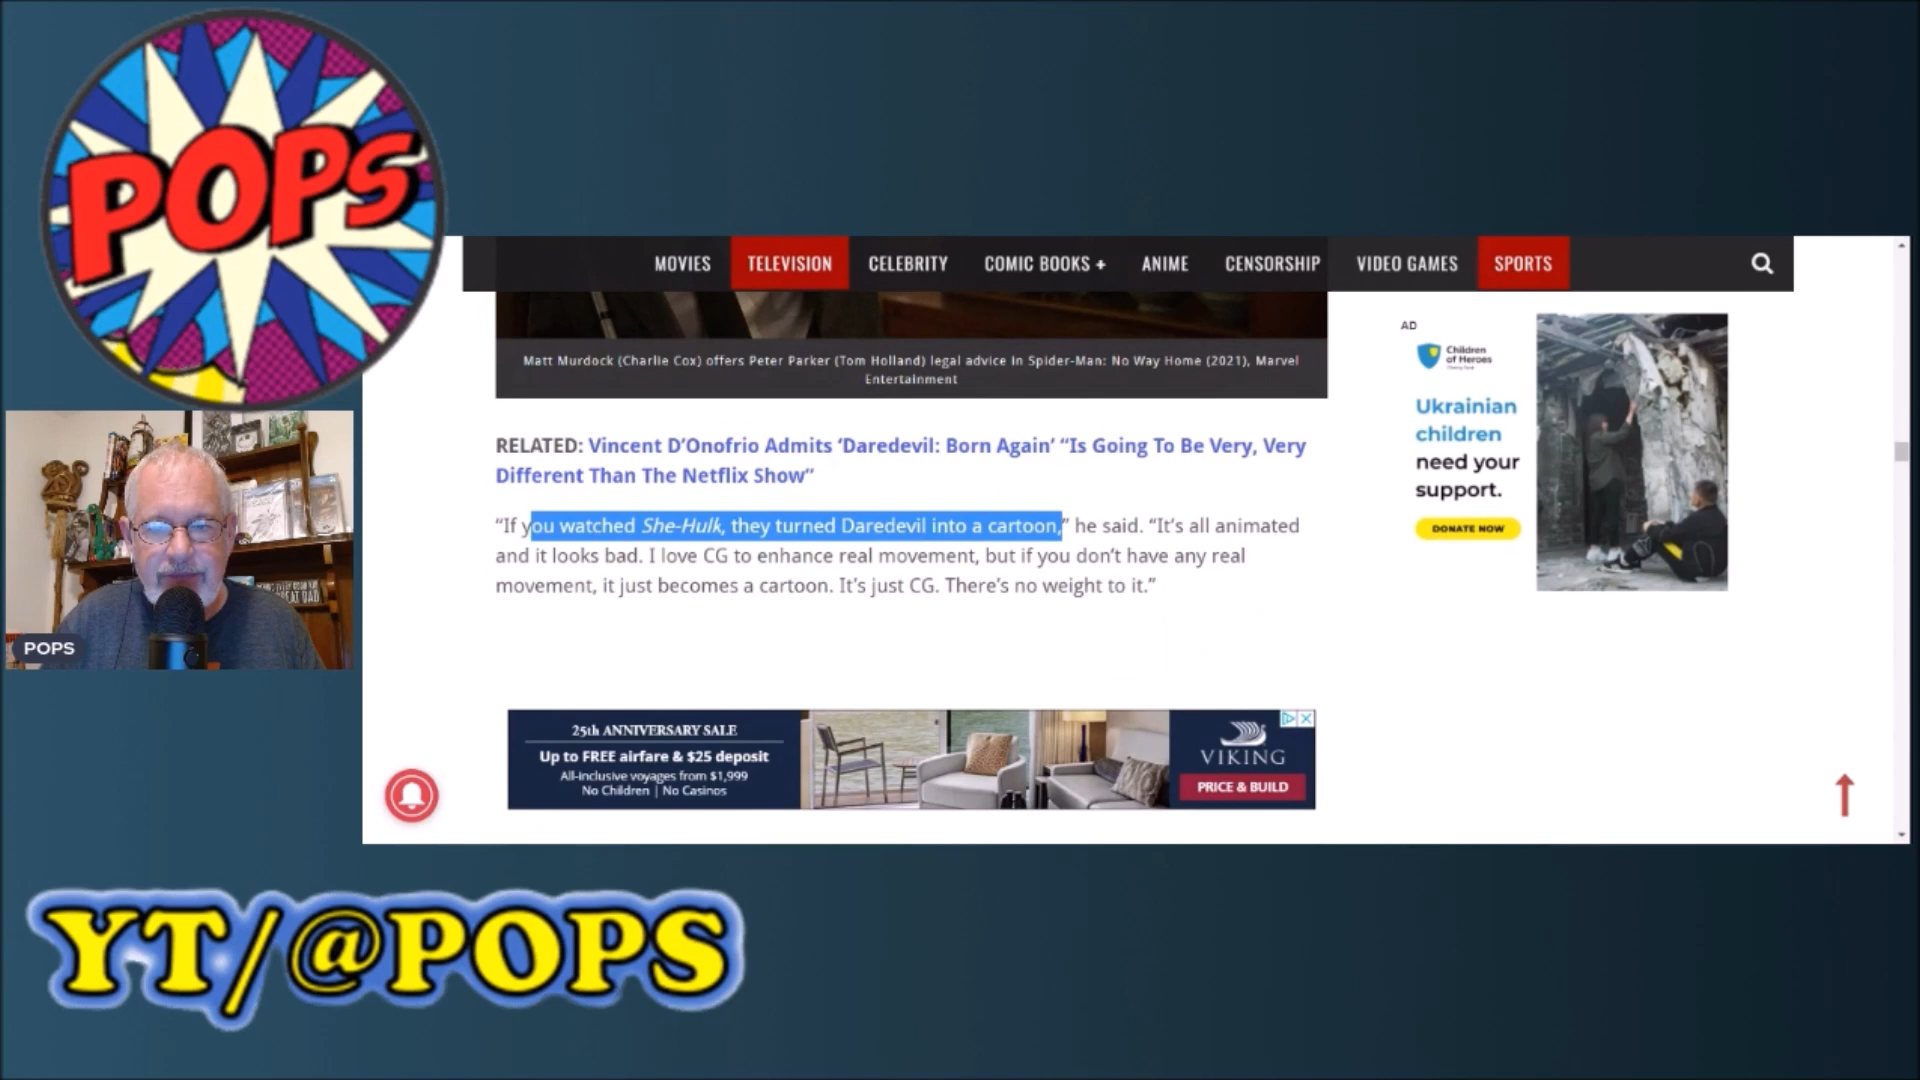 POPS
MOVIES TELEVISION CELEBRITY COMIC BOOKS + ANIME CENSORSHIP VIDEO GAMES SPORTS
Matt Murdock (Charlie Cox) offers Peter Parker (Tom Holland) legal advice in Spider-Man: No Way Home (2021), Marvel
Entertainment
RELATED: Vincent D’Onofrio Admits ‘Daredevil: Born Again’ “Is Going To Be Very, Very
Different Than The Netflix Show”
“If you watched She-Hulk, they turned Daredevil into a cartoon,” he said. “It’s all animated
and it looks bad. I love CG to enhance real movement, but if you don’t have any real
movement, it just becomes a cartoon. It’s just CG. There’s no weight to it.”
AD
Children
of Heroes
Ukrainian
children
need your
support.
DONATE NOW
POPS
25th ANNIVERSARY SALE
Up to FREE airfare & $25 deposit
All-inclusive voyages from $1,999
No Children | No Casinos
VIKING
PRICE & BUILD
YT/@POPS